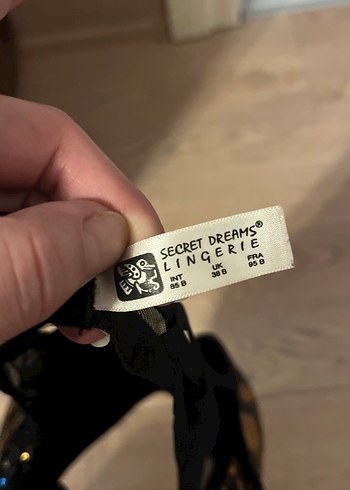 SECRET DREAMS®
LINGERIE
INT UK FRA
85 B 38 B 95 B